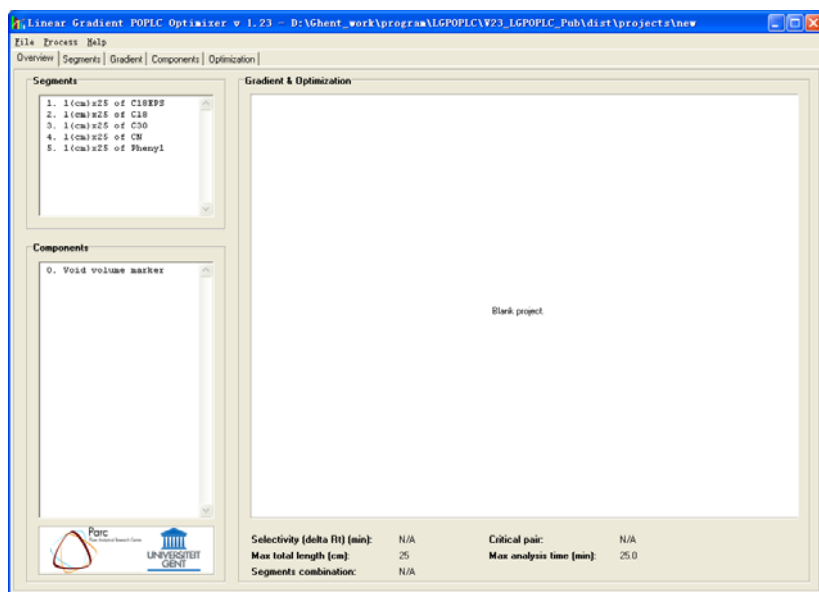 Linear Gradient POPLC Optimizer v 1.23 - D:\Ghent_work\program\LGPOPLC\V23_LGPOPLC_Pub\dist\projects\new
File Process Help
Overview Segments Gradient Components Optimization
Segments
1. 1(cm)x25 of C18EPS
2. 1(cm)x25 of C18
3. 1(cm)x25 of C30
4. 1(cm)x25 of CN
5. 1(cm)x25 of Phenyl
Components
0. Void volume marker
Parc
UNIVERSITEIT
GENT
Gradient & Optimization
Blank project.
Selectivity (delta Rt) (min): N/A Critical pair: N/A
Max total length (cm): 25 Max analysis time (min): 25.0
Segments combination: N/A